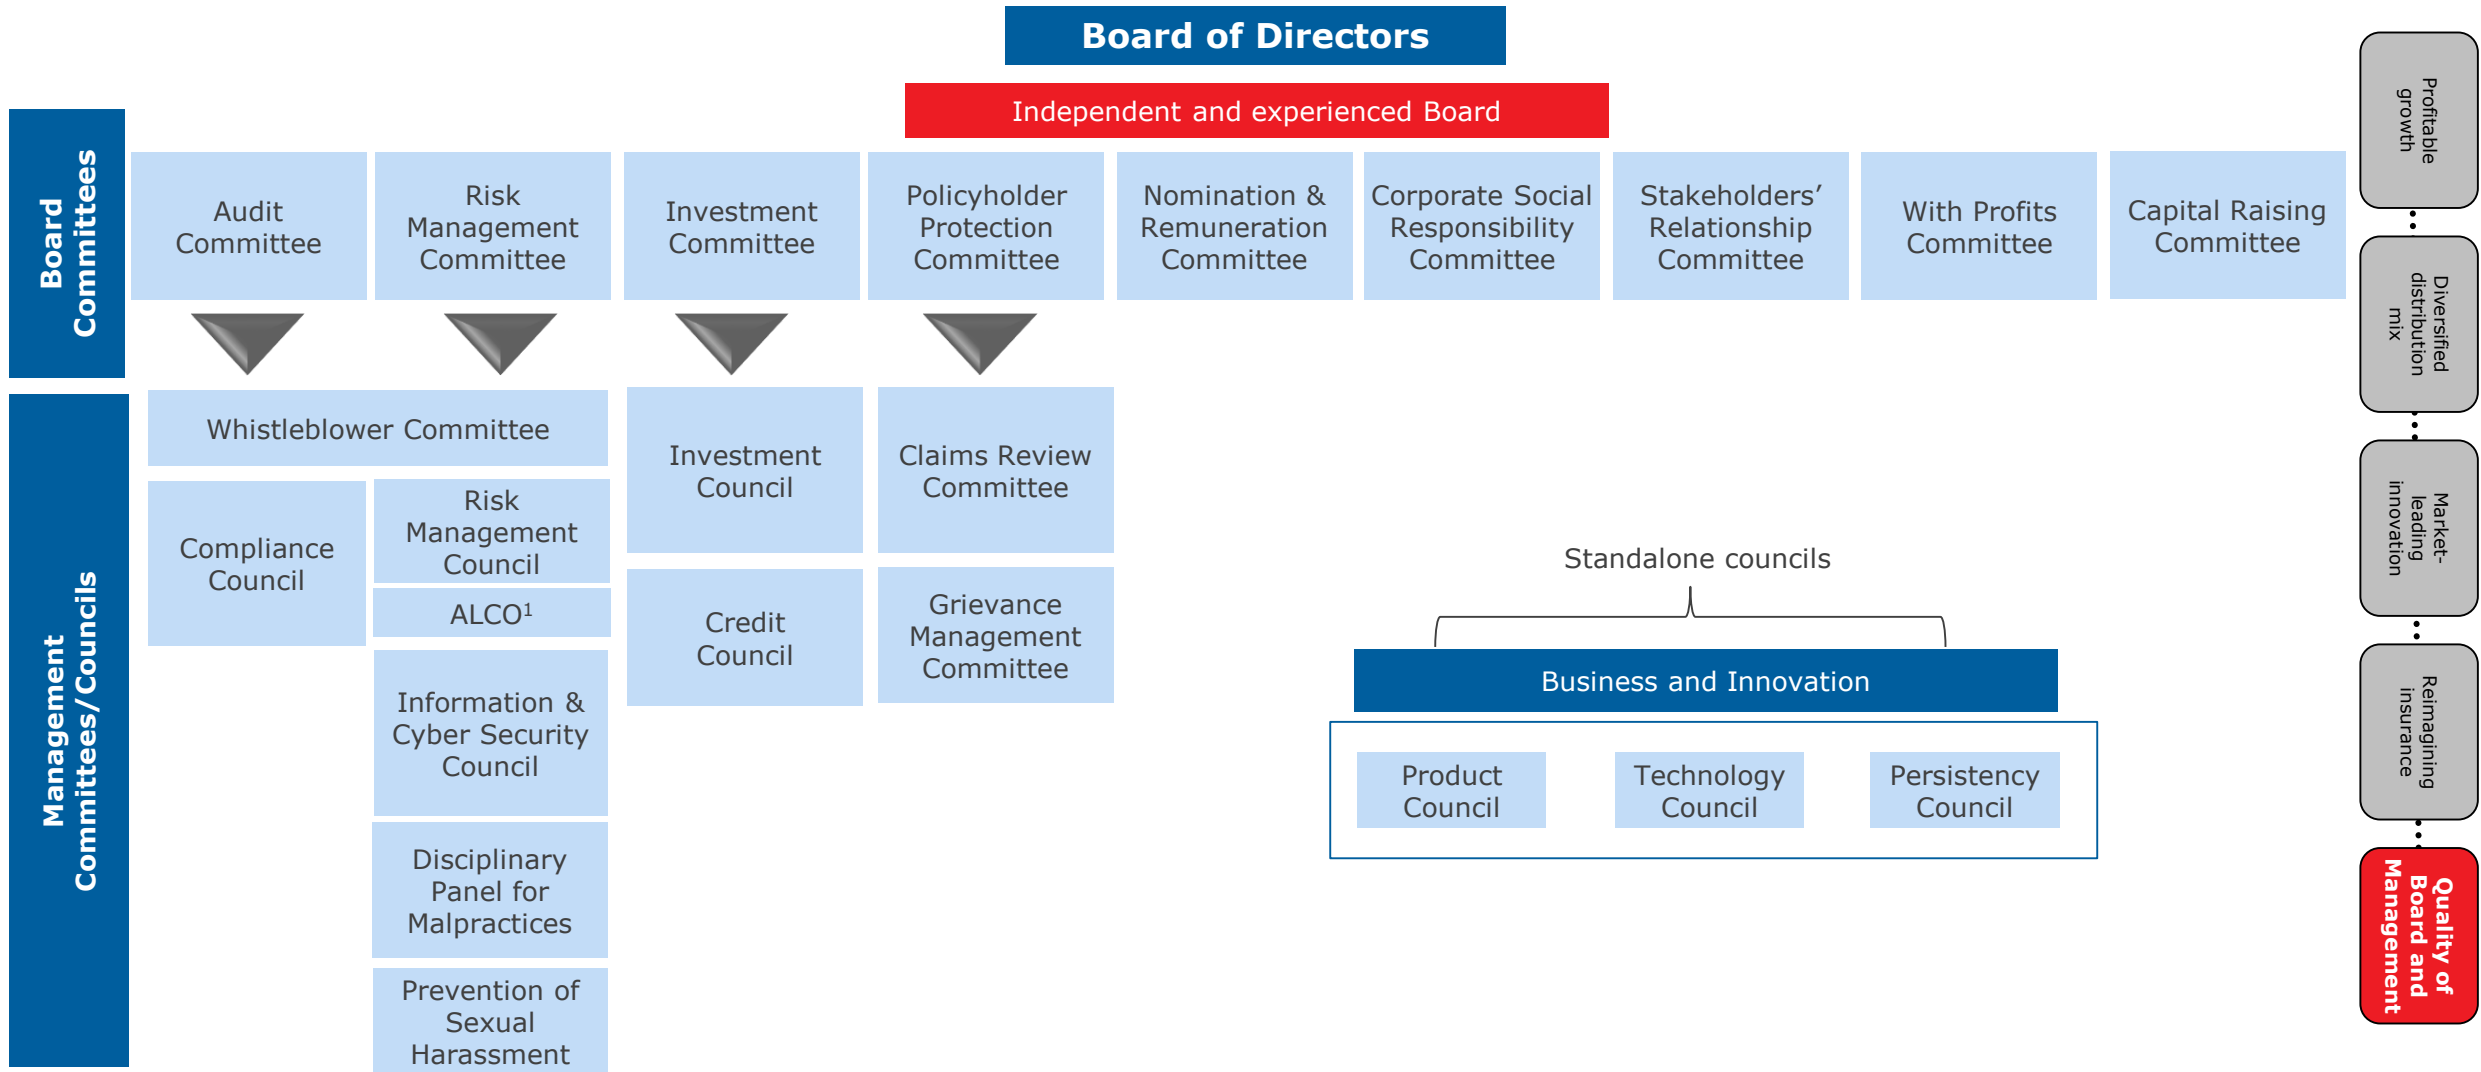 Board of Directors
Independent and experienced Board
Board
Committees
Audit
Committee
Risk
Management
Committee
Investment
Committee
Policyholder
Protection
Committee
Nomination &
Remuneration
Committee
Corporate Social
Responsibility
Committee
Stakeholders’
Relationship
Committee
With Profits
Committee
Capital Raising
Committee
Management
Committees/Councils
Whistleblower Committee
Compliance
Council
Risk
Management
Council
ALCO¹
Information &
Cyber Security
Council
Disciplinary
Panel for
Malpractices
Prevention of
Sexual
Harassment
Investment
Council
Credit
Council
Claims Review
Committee
Grievance
Management
Committee
Standalone councils
Business and Innovation
Product
Council
Technology
Council
Persistency
Council
Profitable
growth
Diversified
distribution
mix
Market-
leading
innovation
Reimagining
insurance
Quality of
Board and
Management